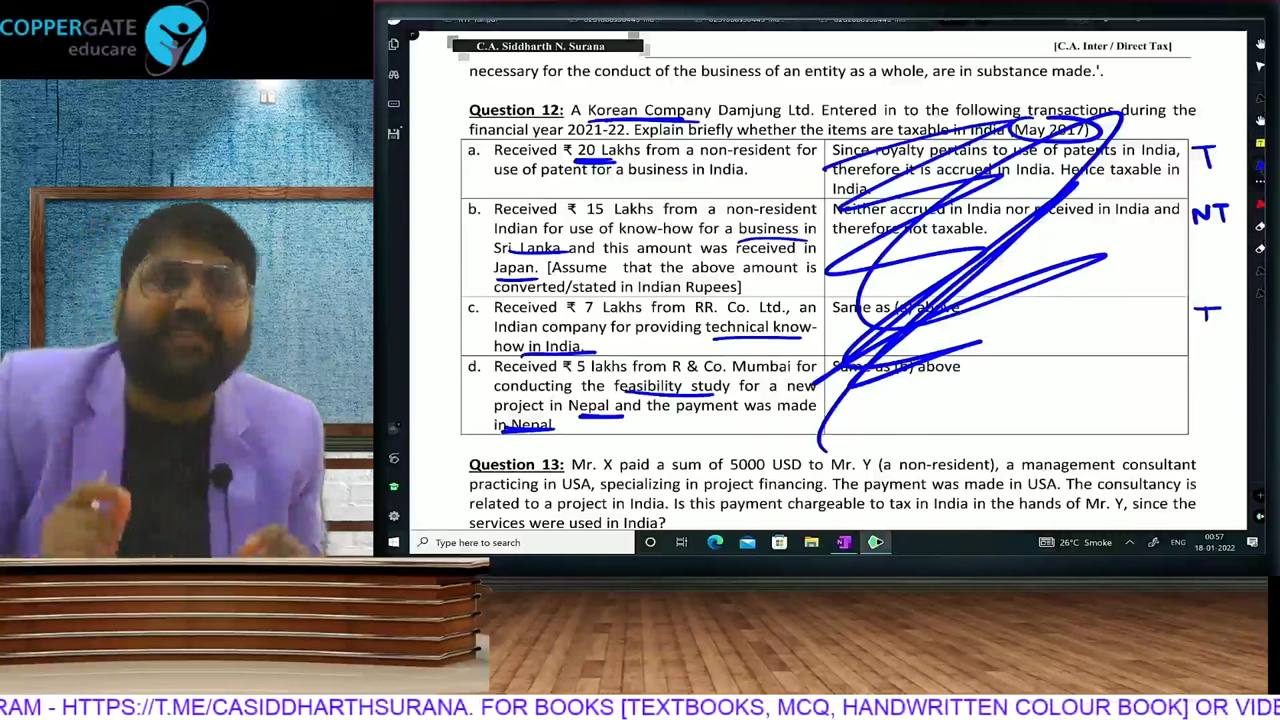 COPPERGATE
educare
C.A. Siddharth N. Surana
[C.A. Inter / Direct Tax]
necessary for the conduct of the business of an entity as a whole, are in substance made.'.
Question 12: A Korean Company Damjung Ltd. Entered in to the following transactions during the
financial year 2021-22. Explain briefly whether the items are taxable in India (May 2017)
a. Received ₹ 20 Lakhs from a non-resident for
use of patent for a business in India.
Since royalty pertains to use of patents in India,
therefore it is accrued in India. Hence taxable in
India.
T
b. Received ₹ 15 Lakhs from a non-resident
Indian for use of know-how for a business in
Sri Lanka and this amount was received in
Japan. [Assume that the above amount is
converted/stated in Indian Rupees]
Neither accrued in India nor received in India and
therefore not taxable.
NT
c. Received ₹ 7 Lakhs from RR. Co. Ltd., an
Indian company for providing technical know-
how in India.
Same as (a) above
T
d. Received ₹ 5 lakhs from R & Co. Mumbai for
conducting the feasibility study for a new
project in Nepal and the payment was made
in Nepal
Same as (b) above
Question 13: Mr. X paid a sum of 5000 USD to Mr. Y (a non-resident), a management consultant
practicing in USA, specializing in project financing. The payment was made in USA. The consultancy is
related to a project in India. Is this payment chargeable to tax in India in the hands of Mr. Y, since the
services were used in India?
Type here to search
26°C Smoke
ENG
00:57
18-01-2022
RAM - HTTPS://T.ME/CASIDDHARTHSURANA. FOR BOOKS [TEXTBOOKS, MCQ, HANDWRITTEN COLOUR BOOK] OR VIDE